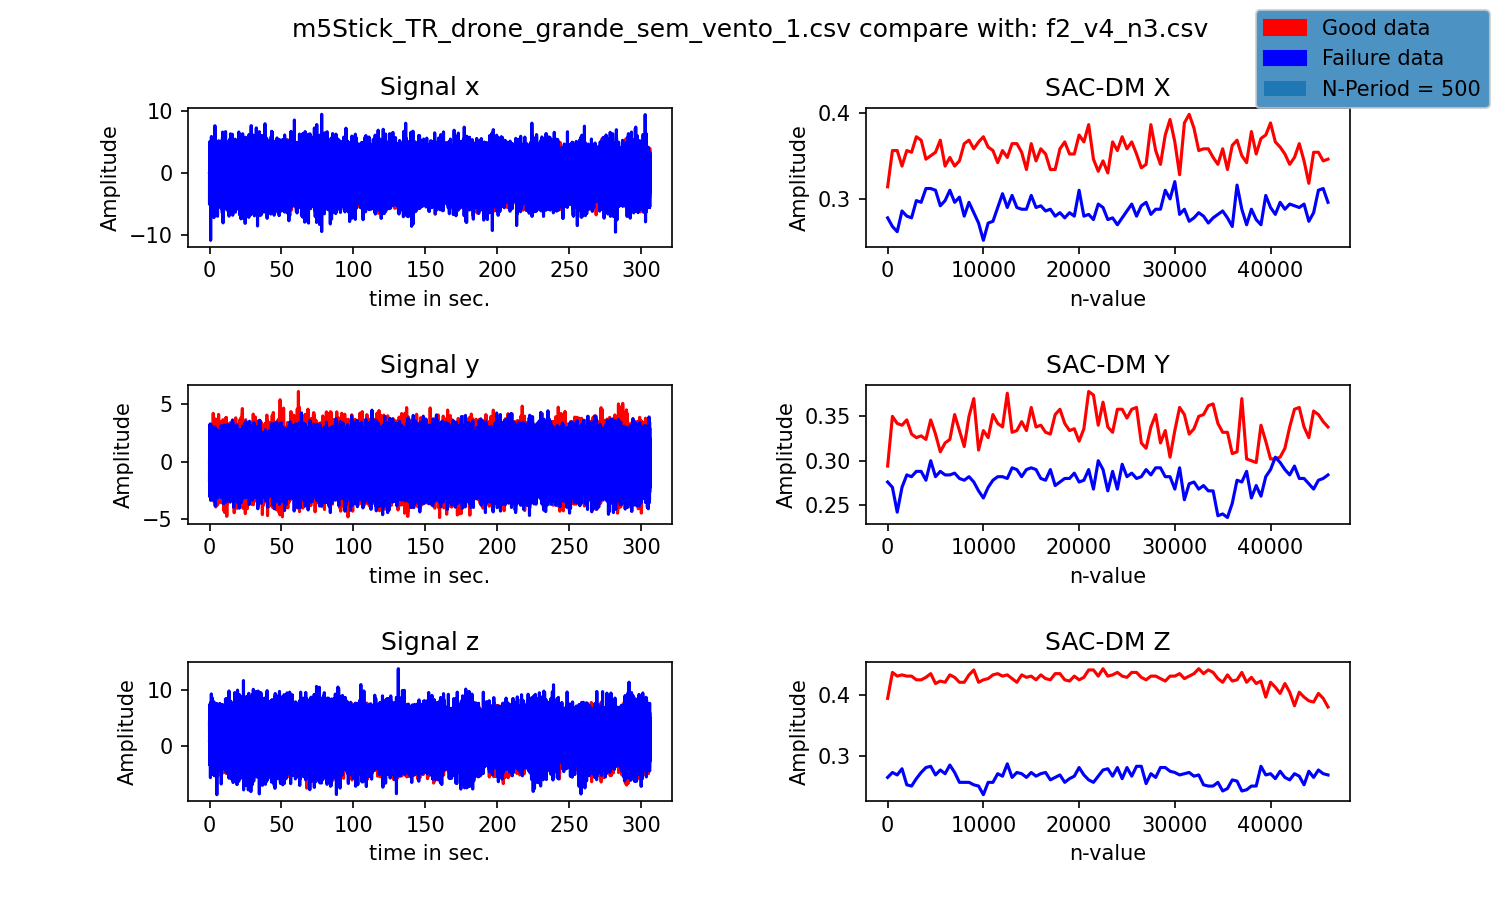 m5Stick_TR_drone_grande_sem_vento_1.csv compare with: f2_v4_n3.csv
Good data
Failure data
N-Period = 500
Signal x
Amplitude
10
0
−10
0 50 100 150 200 250 300
time in sec.
SAC-DM X
Amplitude
0.4
0.3
0 10000 20000 30000 40000
n-value
Signal y
Amplitude
5
0
−5
0 50 100 150 200 250 300
time in sec.
SAC-DM Y
Amplitude
0.35
0.30
0.25
0 10000 20000 30000 40000
n-value
Signal z
Amplitude
10
0
0 50 100 150 200 250 300
time in sec.
SAC-DM Z
Amplitude
0.4
0.3
0 10000 20000 30000 40000
n-value